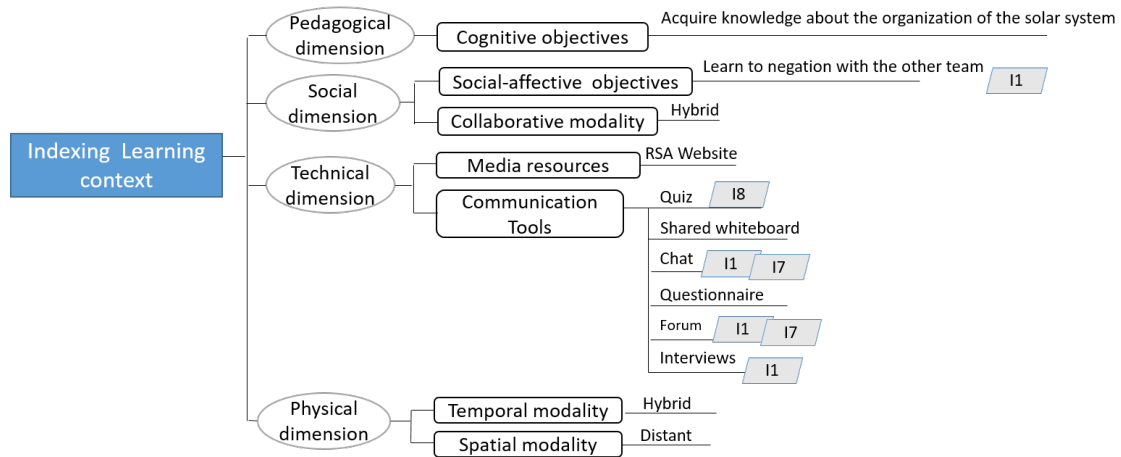 Indexing Learning
context
Pedagogical
dimension
Cognitive objectives
Acquire knowledge about the organization of the solar system
Social
dimension
Social-affective objectives
Learn to negation with the other team
I1
Collaborative modality
Hybrid
Technical
dimension
Media resources
RSA Website
Communication
Tools
Quiz
I8
Shared whiteboard
Chat
I1
I7
Questionnaire
Forum
I1
I7
Interviews
I1
Physical
dimension
Temporal modality
Hybrid
Spatial modality
Distant